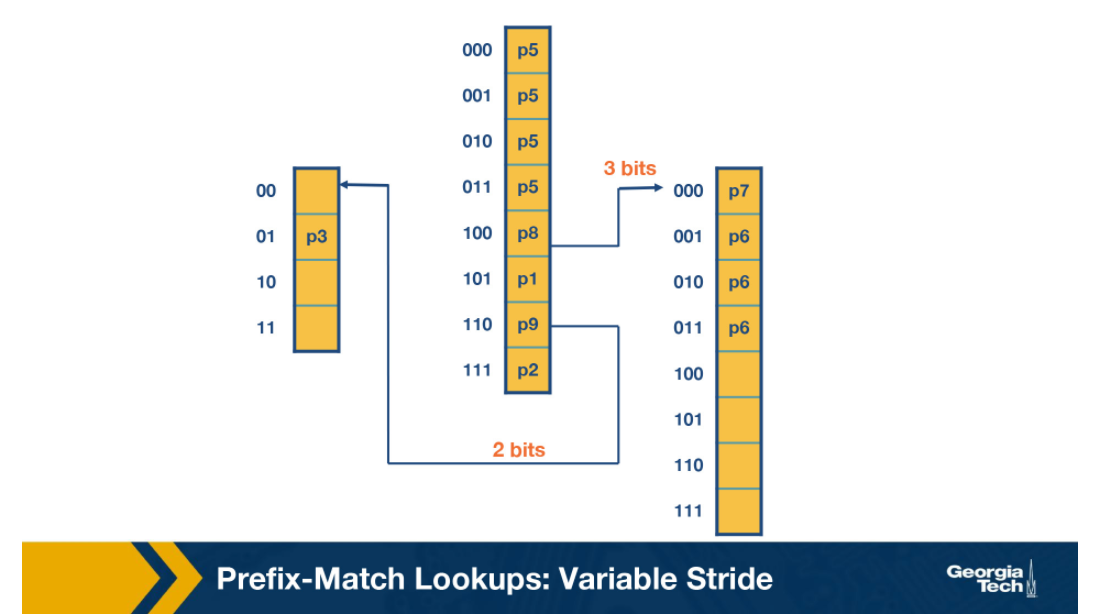 000 p5
001 p5
010 p5
011 p5
100 p8
101 p1
110 p9
111 p2
00
01 p3
10
11
3 bits
000 p7
001 p6
010 p6
011 p6
100
101
110
111
2 bits
Prefix-Match Lookups: Variable Stride
Georgia
Tech